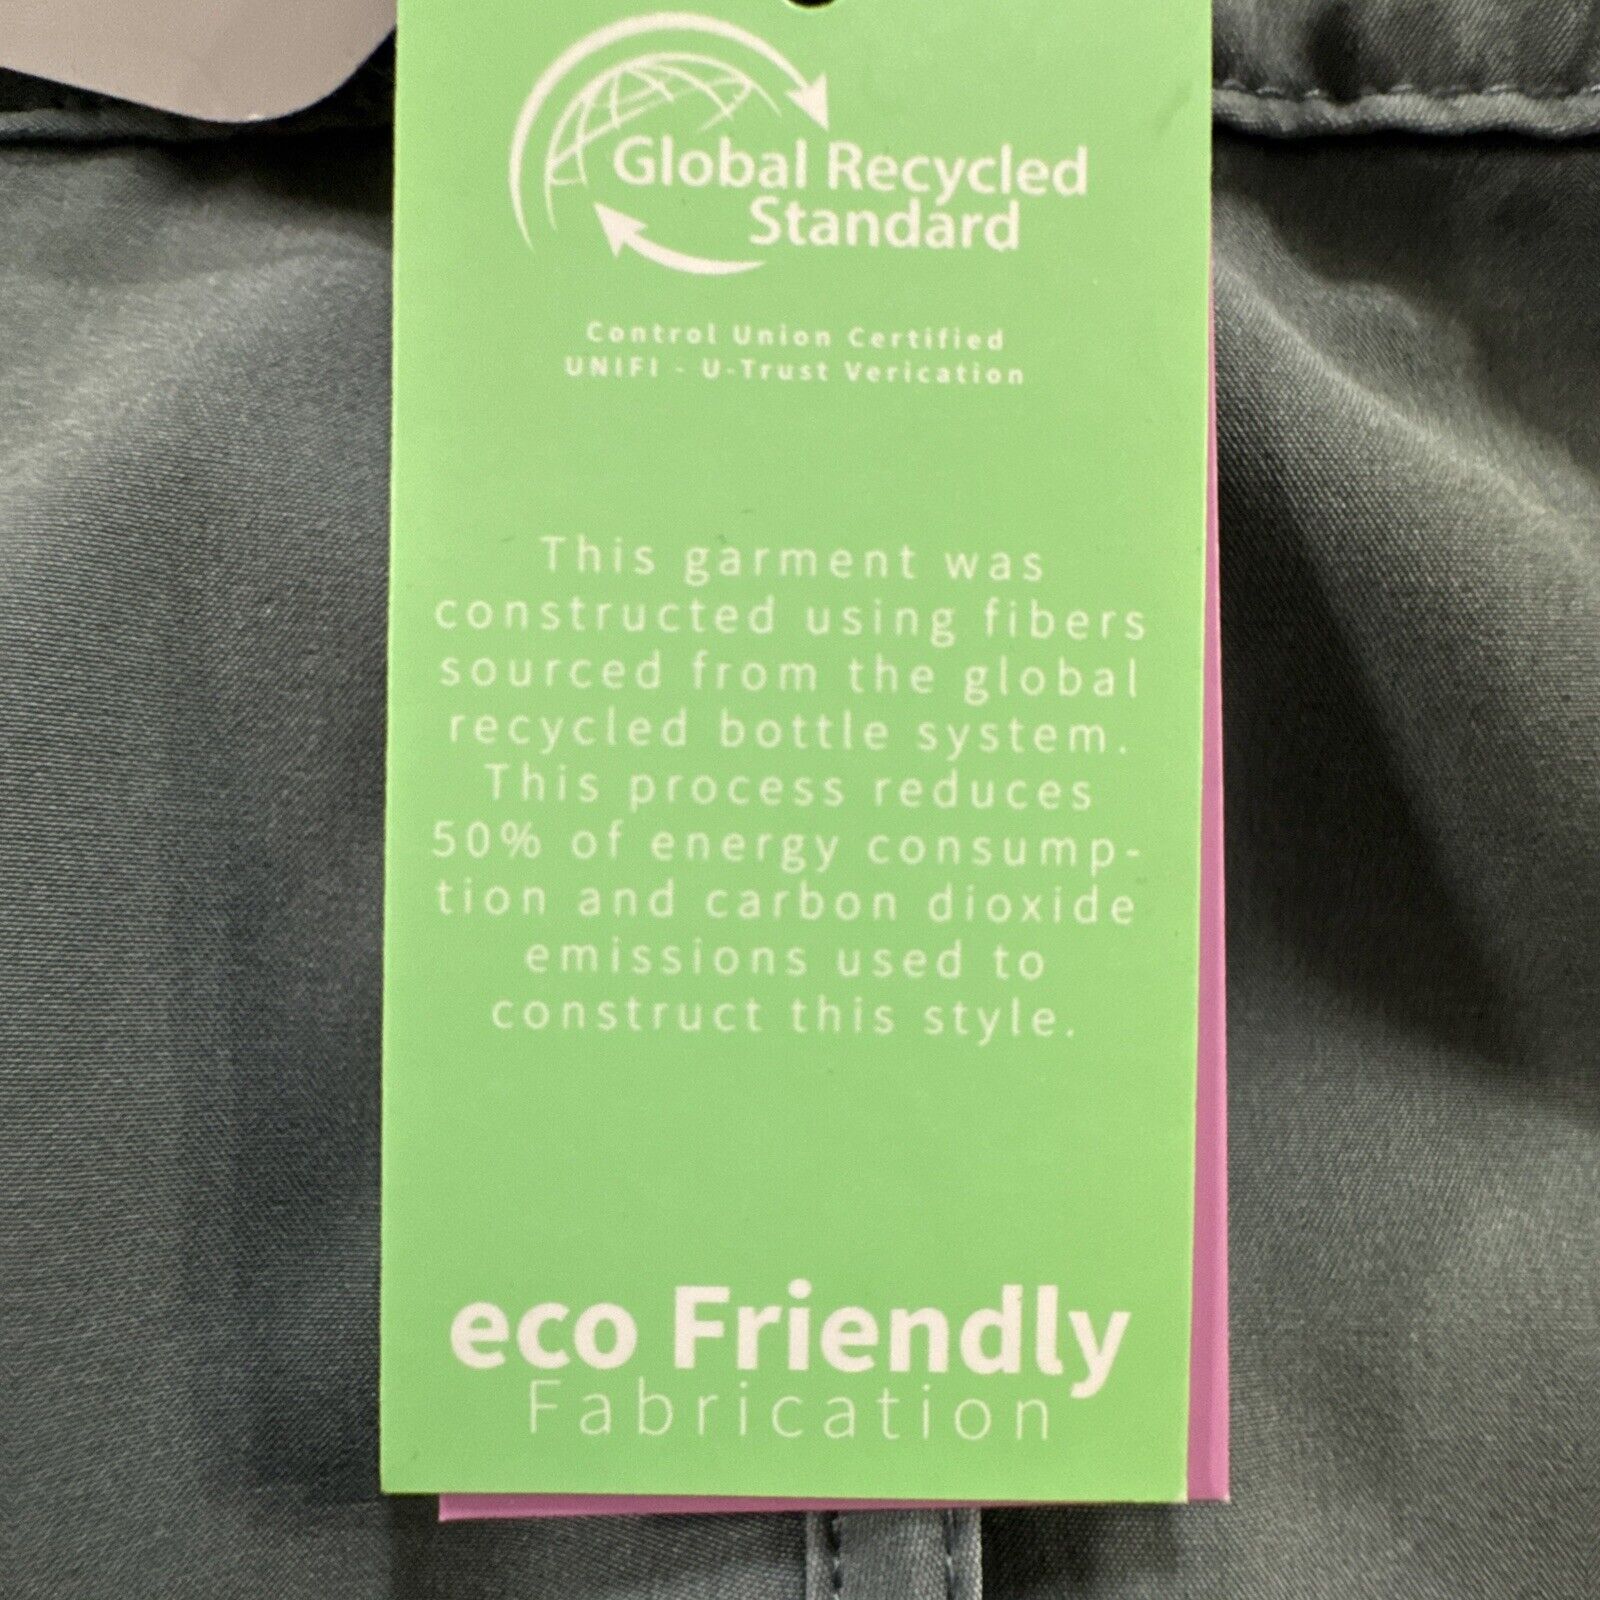 Global Recycled
Standard
Control Union Certified
UNIFI - U-Trust Verication
This garment was
constructed using fibers
sourced from the global
recycled bottle system.
This process reduces
50% of energy consump-
tion and carbon dioxide
emissions used to
construct this style.
eco Friendly
Fabrication